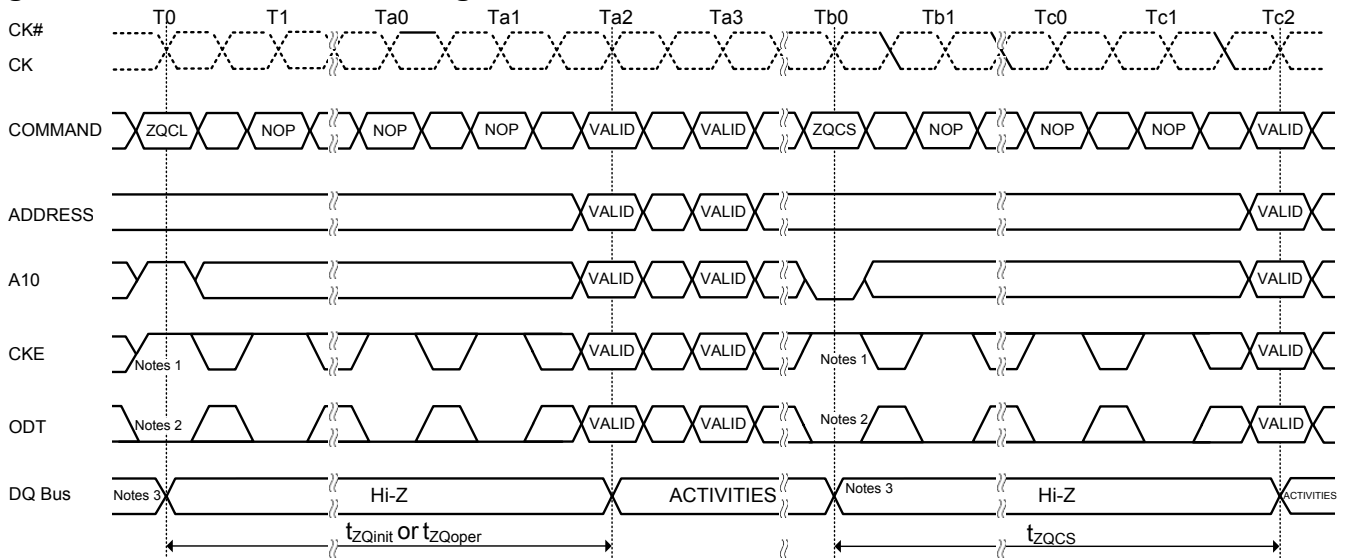 T0 T1 Ta0 Ta1 Ta2 Ta3 Tb0 Tb1 Tc0 Tc1 Tc2
CK#
CK
COMMAND ZQCL NOP NOP NOP VALID VALID ZQCS NOP NOP NOP VALID
ADDRESS VALID VALID VALID
A10 VALID VALID VALID
CKE Notes 1 VALID VALID Notes 1 VALID
ODT Notes 2 VALID VALID Notes 2 VALID
DQ Bus Notes 3 Hi-Z ACTIVITIES Notes 3 Hi-Z ACTIVITIES
tZQinit or tZQoper tZQCS